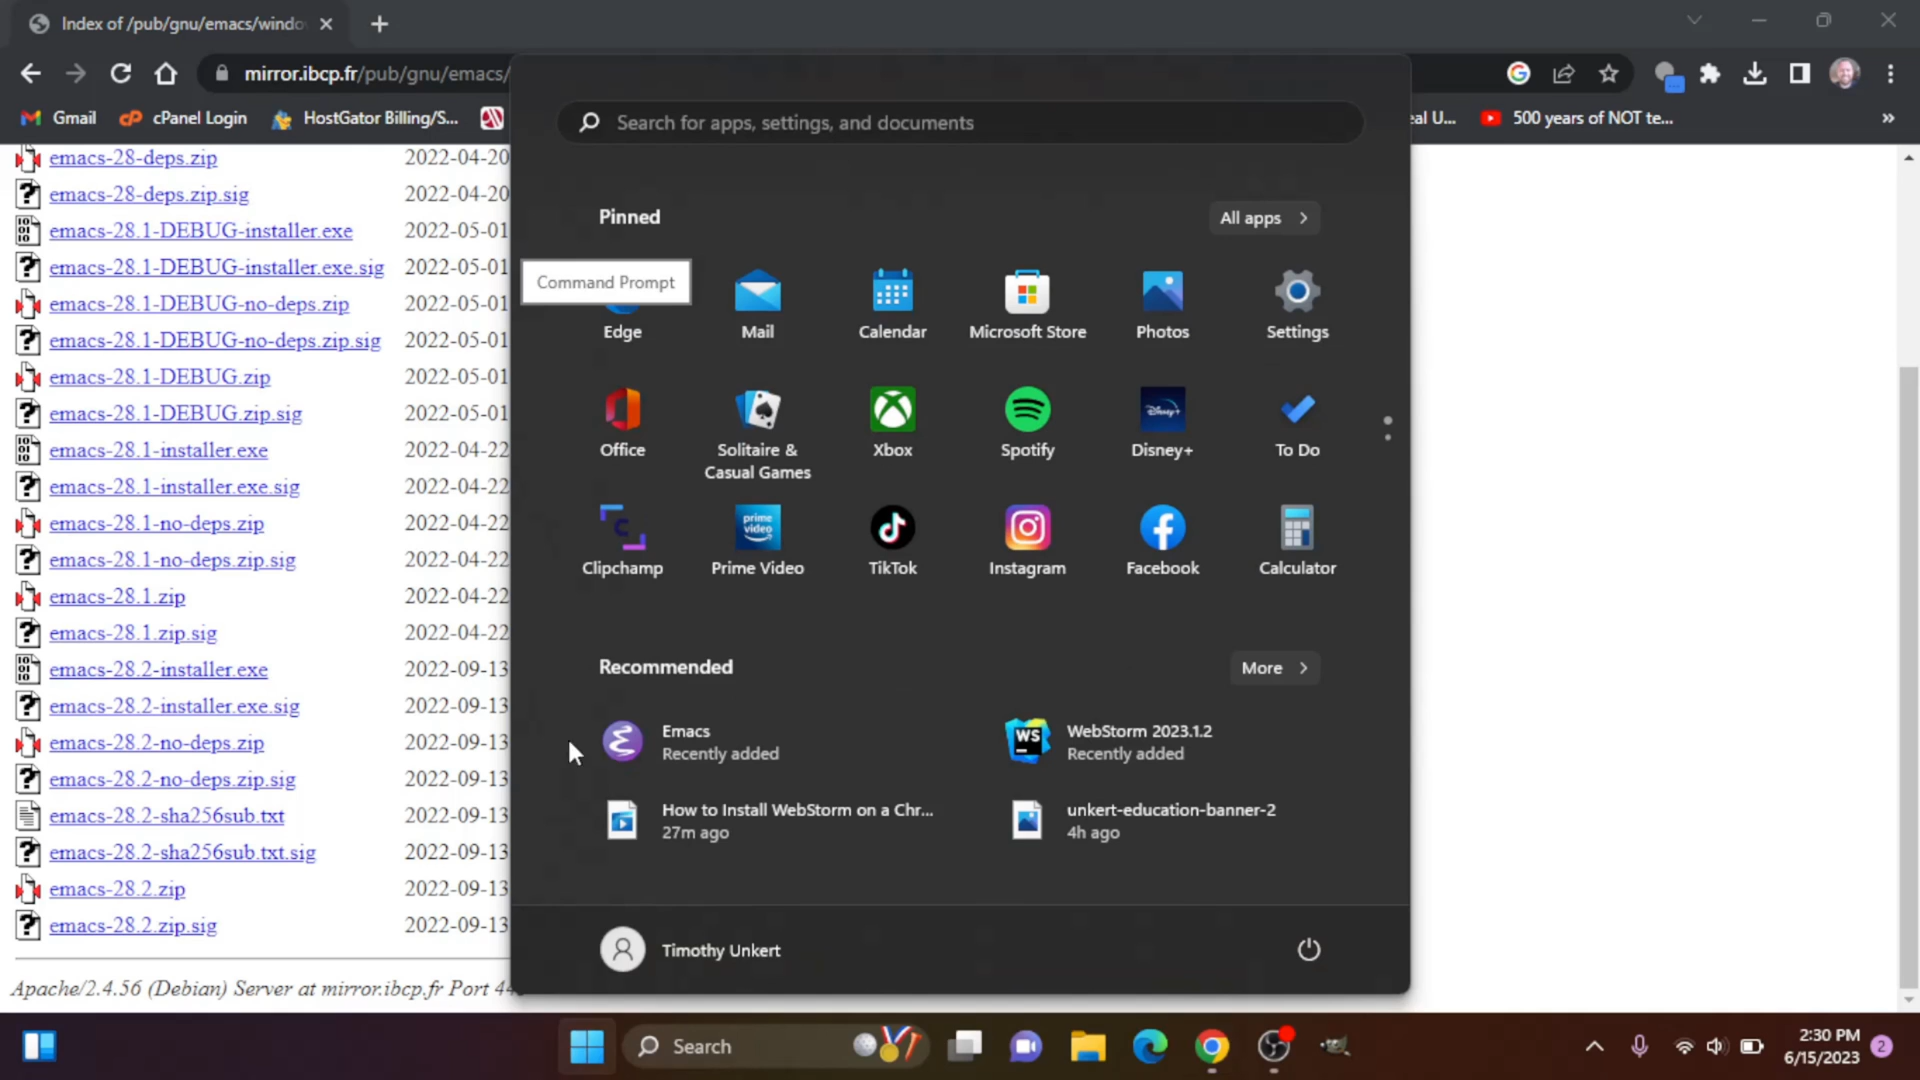 Index of /pub/gnu/emacs/windo
mirror.ibcp.fr/pub/gnu/emacs/
Gmail
cPanel Login
HostGator Billing/S...
eal U...
500 years of NOT te...
emacs-28-deps.zip 2022-04-20
emacs-28-deps.zip.sig 2022-04-20
emacs-28.1-DEBUG-installer.exe 2022-05-01
emacs-28.1-DEBUG-installer.exe.sig 2022-05-01
emacs-28.1-DEBUG-no-deps.zip 2022-05-01
emacs-28.1-DEBUG-no-deps.zip.sig 2022-05-01
emacs-28.1-DEBUG.zip 2022-05-01
emacs-28.1-DEBUG.zip.sig 2022-05-01
emacs-28.1-installer.exe 2022-04-22
emacs-28.1-installer.exe.sig 2022-04-22
emacs-28.1-no-deps.zip 2022-04-22
emacs-28.1-no-deps.zip.sig 2022-04-22
emacs-28.1.zip 2022-04-22
emacs-28.1.zip.sig 2022-04-22
emacs-28.2-installer.exe 2022-09-13
emacs-28.2-installer.exe.sig 2022-09-13
emacs-28.2-no-deps.zip 2022-09-13
emacs-28.2-no-deps.zip.sig 2022-09-13
emacs-28.2-sha256sub.txt 2022-09-13
emacs-28.2-sha256sub.txt.sig 2022-09-13
emacs-28.2.zip 2022-09-13
emacs-28.2.zip.sig 2022-09-13
Apache/2.4.56 (Debian) Server at mirror.ibcp.fr Port 44
Search for apps, settings, and documents
Pinned
All apps
Command Prompt
Edge
Mail
Calendar
Microsoft Store
Photos
Settings
Office
Solitaire &
Casual Games
Xbox
Spotify
Disney+
To Do
Clipchamp
prime
video
Prime Video
TikTok
Instagram
Facebook
Calculator
Recommended
More
Emacs
Recently added
WS
WebStorm 2023.1.2
Recently added
How to Install WebStorm on a Chr...
27m ago
unkert-education-banner-2
4h ago
Timothy Unkert
Search
2:30 PM
6/15/2023
2